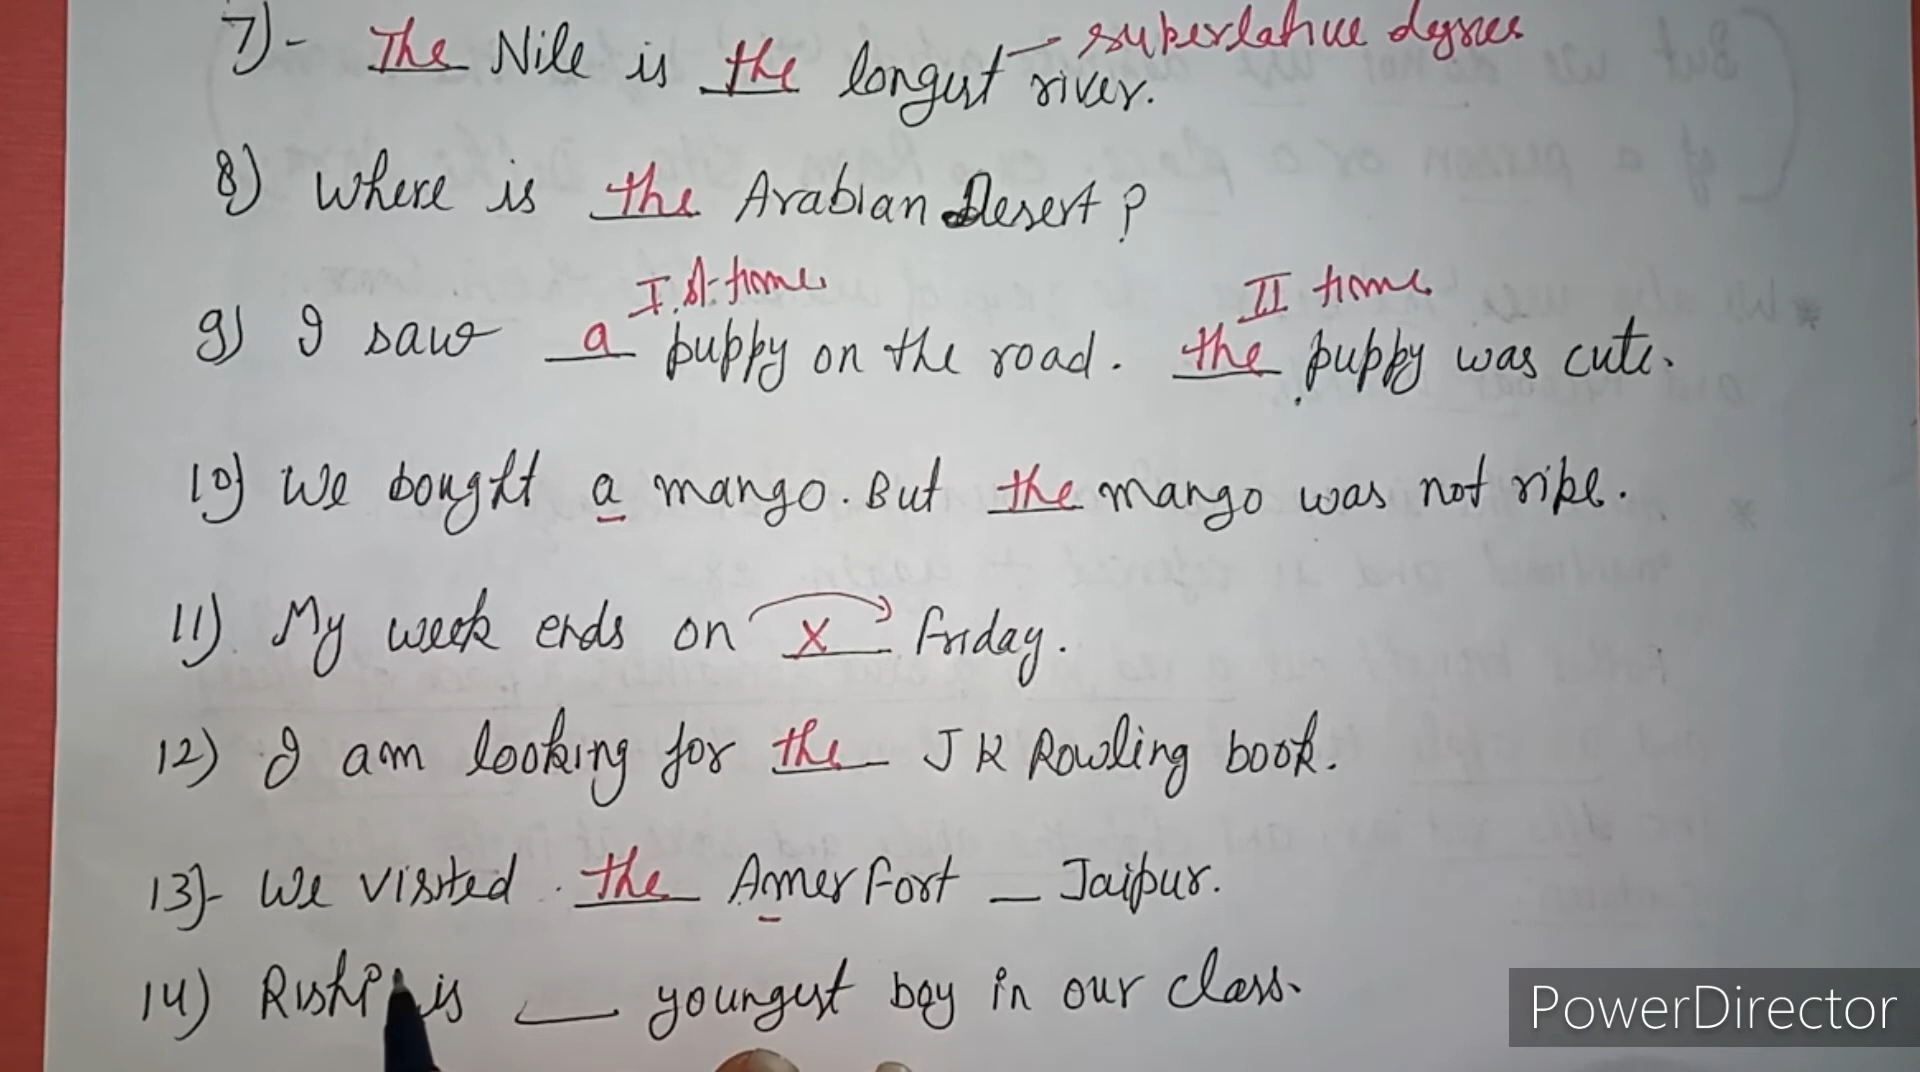 7)- The Nile is the longest river. - superlative degree
8) Where is the Arabian Desert?
I st time II time
9) I saw a puppy on the road. the puppy was cute.
10) We bought a mango. But the mango was not ripe.
11) My week ends on x Friday.
12) I am looking for the J K Rowling book.
13)- We visited the Amer Fort _ Jaipur.
14) Rishi is __ youngest boy in our class.
PowerDirector